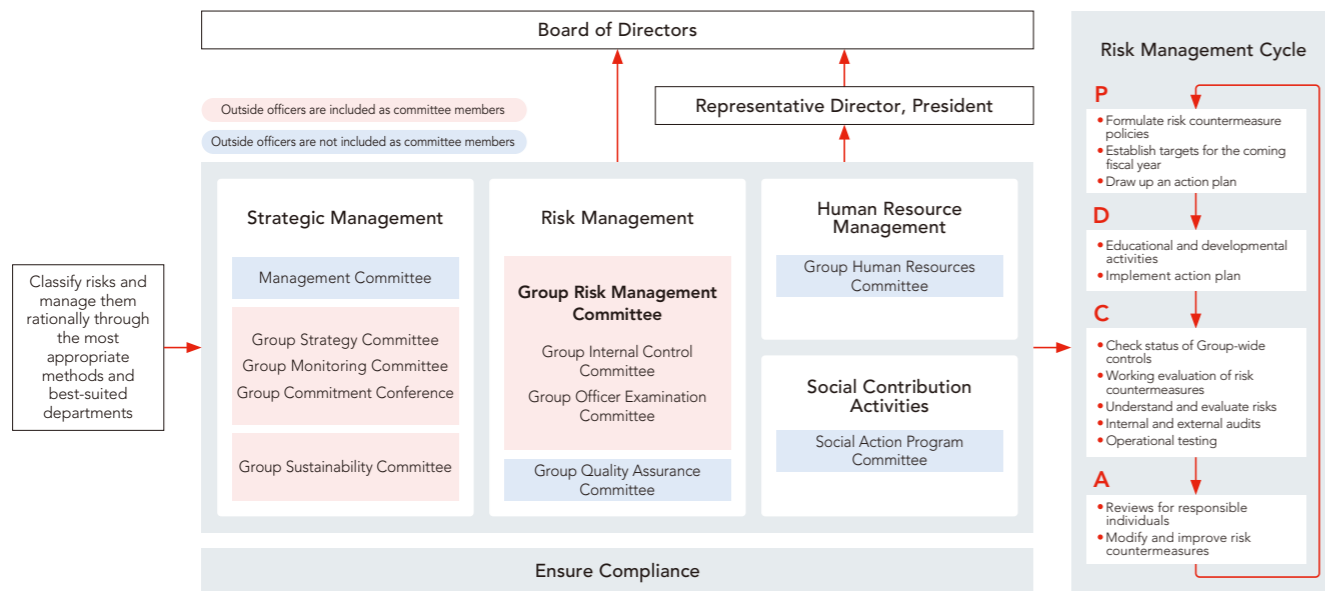 Board of Directors
Outside officers are included as committee members
Outside officers are not included as committee members
Representative Director, President
Classify risks and
manage them
rationally through
the most
appropriate
methods and
best-suited
departments
Strategic Management
Management Committee
Group Strategy Committee
Group Monitoring Committee
Group Commitment Conference
Group Sustainability Committee
Risk Management
Group Risk Management
Committee
Group Internal Control
Committee
Group Officer Examination
Committee
Group Quality Assurance
Committee
Human Resource
Management
Group Human Resources
Committee
Social Contribution
Activities
Social Action Program
Committee
Ensure Compliance
Risk Management Cycle
P
• Formulate risk countermeasure
policies
• Establish targets for the coming
fiscal year
• Draw up an action plan
D
• Educational and developmental
activities
• Implement action plan
C
• Check status of Group-wide
controls
• Working evaluation of risk
countermeasures
• Understand and evaluate risks
• Internal and external audits
• Operational testing
A
• Reviews for responsible
individuals
• Modify and improve risk
countermeasures